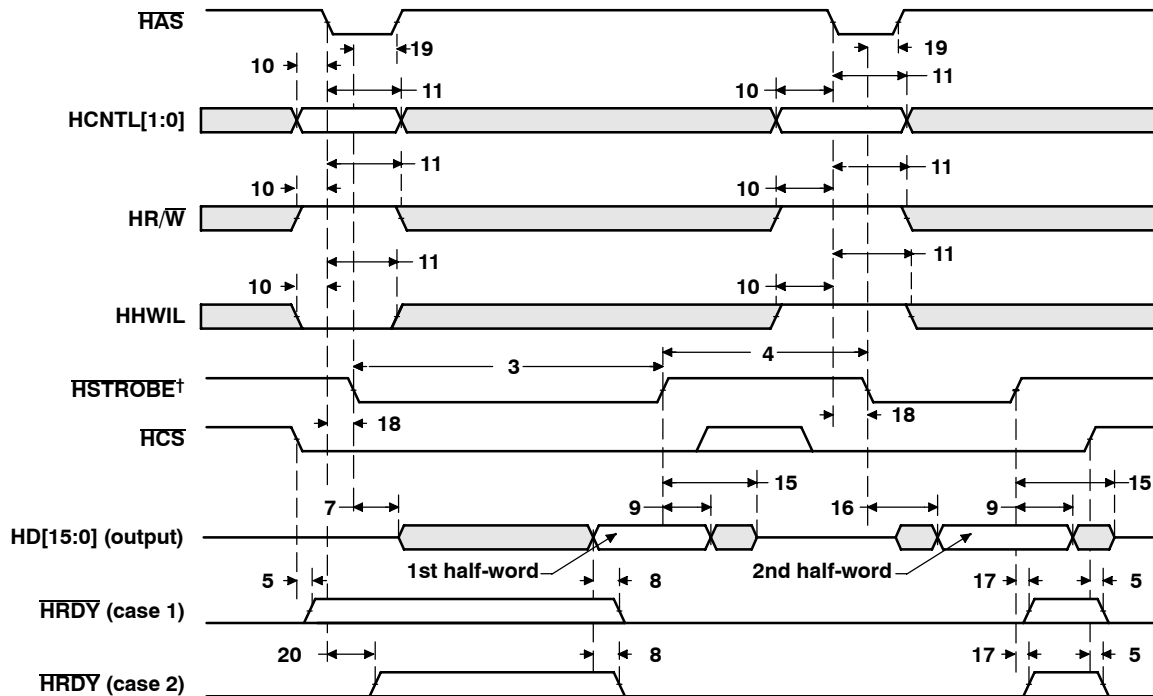 HAS
19 19
10 11
11 10
HCNTL[1:0]
11 11
10 10
HR/W
11 11
10 10
HHWIL
3 4
HSTROBE†
18 18
HCS
15 15
7 9 16 9
HD[15:0] (output)
1st half-word 2nd half-word
5 8 17 5
HRDY (case 1)
20 8 17 5
HRDY (case 2)